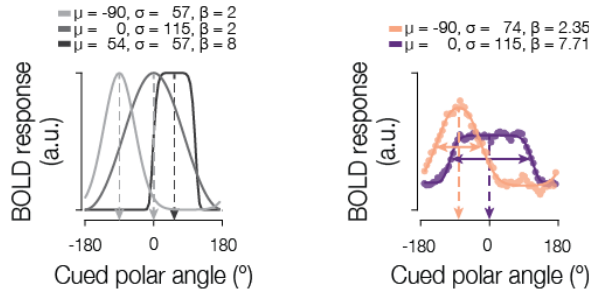 μ = -90, σ = 57, β = 2
μ = 0, σ = 115, β = 2
μ = 54, σ = 57, β = 8
BOLD response
(a.u.)
-180 0 180
Cued polar angle (º)
μ = -90, σ = 74, β = 2.35
μ = 0, σ = 115, β = 7.71
BOLD response
(a.u.)
-180 0 180
Cued polar angle (º)